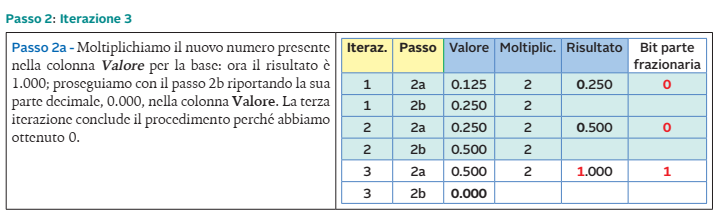 Passo 2: Iterazione 3
Passo 2a - Moltiplichiamo il nuovo numero presente
nella colonna Valore per la base: ora il risultato è
1.000; proseguiamo con il passo 2b riportando la sua
parte decimale, 0.000, nella colonna Valore. La terza
iterazione conclude il procedimento perché abbiamo
ottenuto 0.
Iteraz. Passo Valore Moltiplic. Risultato Bit parte
frazionaria
1 2a 0.125 2 0.250 0
1 2b 0.250 2
2 2a 0.250 2 0.500 0
2 2b 0.500 2
3 2a 0.500 2 1.000 1
3 2b 0.000